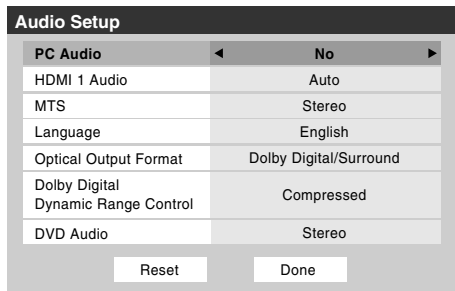 Audio Setup
PC Audio ◀ No ▶
HDMI 1 Audio Auto
MTS Stereo
Language English
Optical Output Format Dolby Digital/Surround
Dolby Digital
Dynamic Range Control Compressed
DVD Audio Stereo
Reset Done